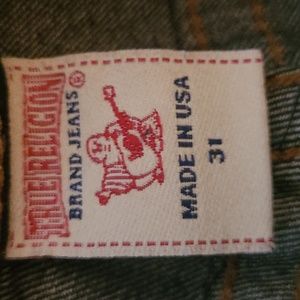 TRUE RELIGION
BRAND JEANS ®
MADE IN USA
31